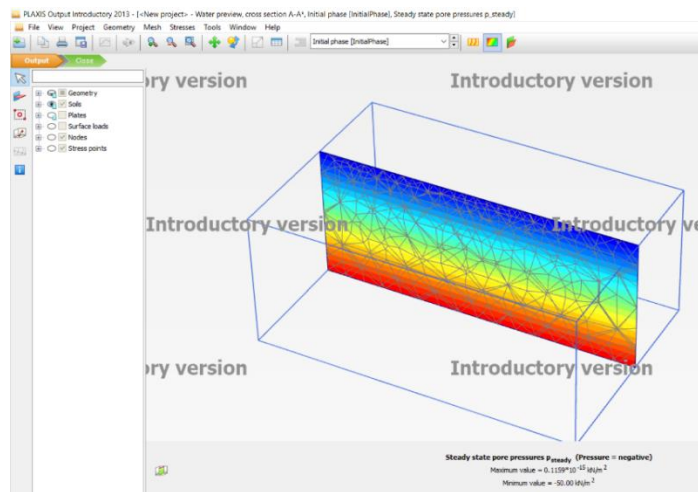 PLAXIS Output Introductory 2013 - [<New project> - Water preview, cross section A-A*, Initial phase [InitialPhase], Steady state pore pressures p_steady]
File View Project Geometry Mesh Stresses Tools Window Help
Initial phase [InitialPhase]
Output Close
Geometry
Soils
Plates
Surface loads
Nodes
Stress points
ory version Introductory version
Introductory version Introductory ve
ory version Introductory version
Steady state pore pressures psteady (Pressure = negative)
Maximum value = 0.1159*10-15 kN/m2
Minimum value = -50.00 kN/m2